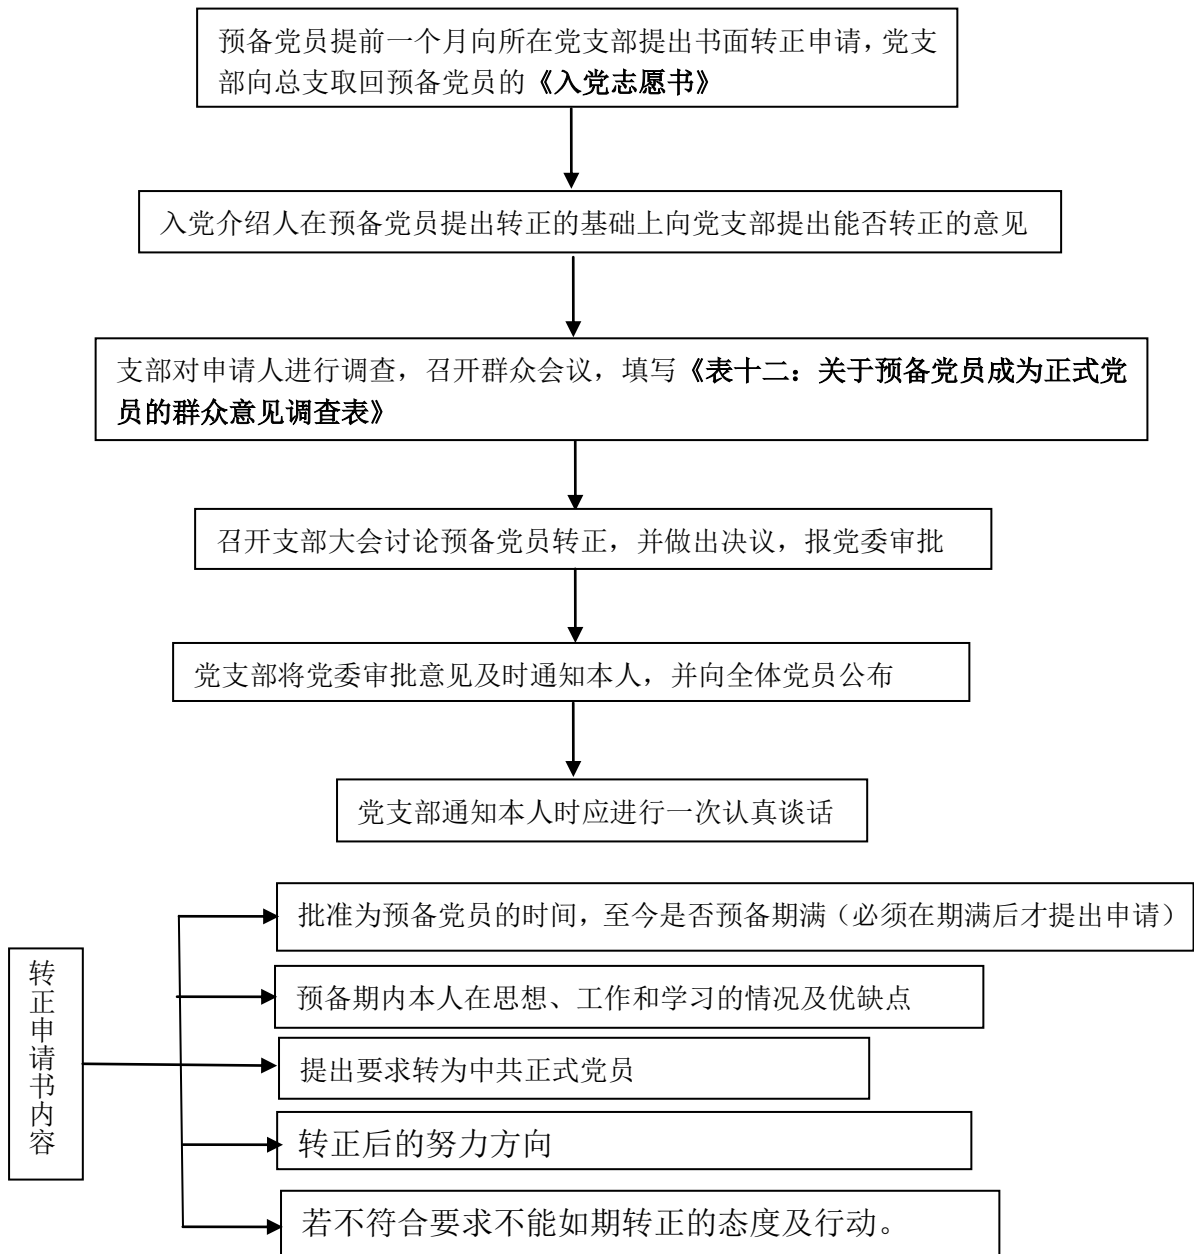 预备党员提前一个月向所在党支部提出书面转正申请，党支
部向总支取回预备党员的《入党志愿书》
入党介绍人在预备党员提出转正的基础上向党支部提出能否转正的意见
支部对申请人进行调查，召开群众会议，填写《表十二：关于预备党员成为正式党
员的群众意见调查表》
召开支部大会讨论预备党员转正，并做出决议，报党委审批
党支部将党委审批意见及时通知本人，并向全体党员公布
党支部通知本人时应进行一次认真谈话
转正申请书内容
批准为预备党员的时间，至今是否预备期满（必须在期满后才提出申请）
预备期内本人在思想、工作和学习的情况及优缺点
提出要求转为中共正式党员
转正后的努力方向
若不符合要求不能如期转正的态度及行动。